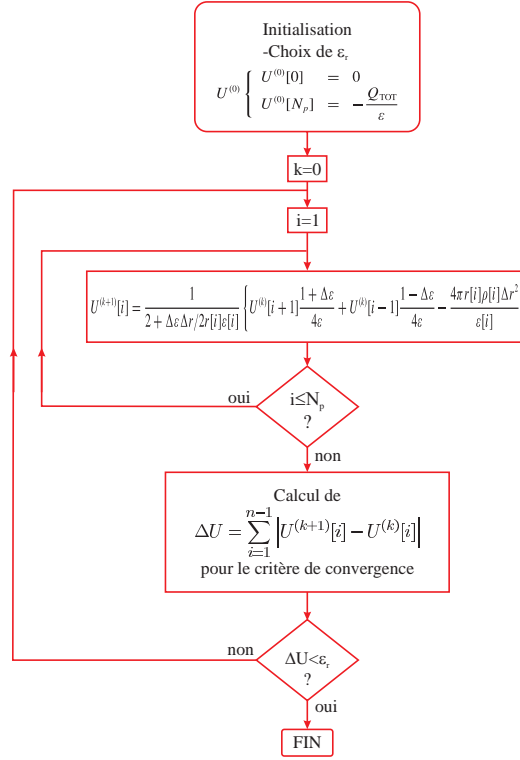 Initialisation
-Choix de ε_r
U^(0) { U^(0)[0] = 0
U^(0)[N_p] = -Q_TOT/ε
k=0
i=1
U^(k+1)[i] = 1/(2+ΔεΔr/2r[i]ε[i]) { U^(k)[i+1] (1+Δε)/(4ε) + U^(k)[i-1] (1-Δε)/(4ε) - (4πr[i]ρ[i]Δr²)/(ε[i])
oui
i≤N_p
?
non
Calcul de
ΔU = ∑_{i=1}^{n-1} |U^(k+1)[i] - U^(k)[i]|
pour le critère de convergence
non
ΔU<ε_r
?
oui
FIN